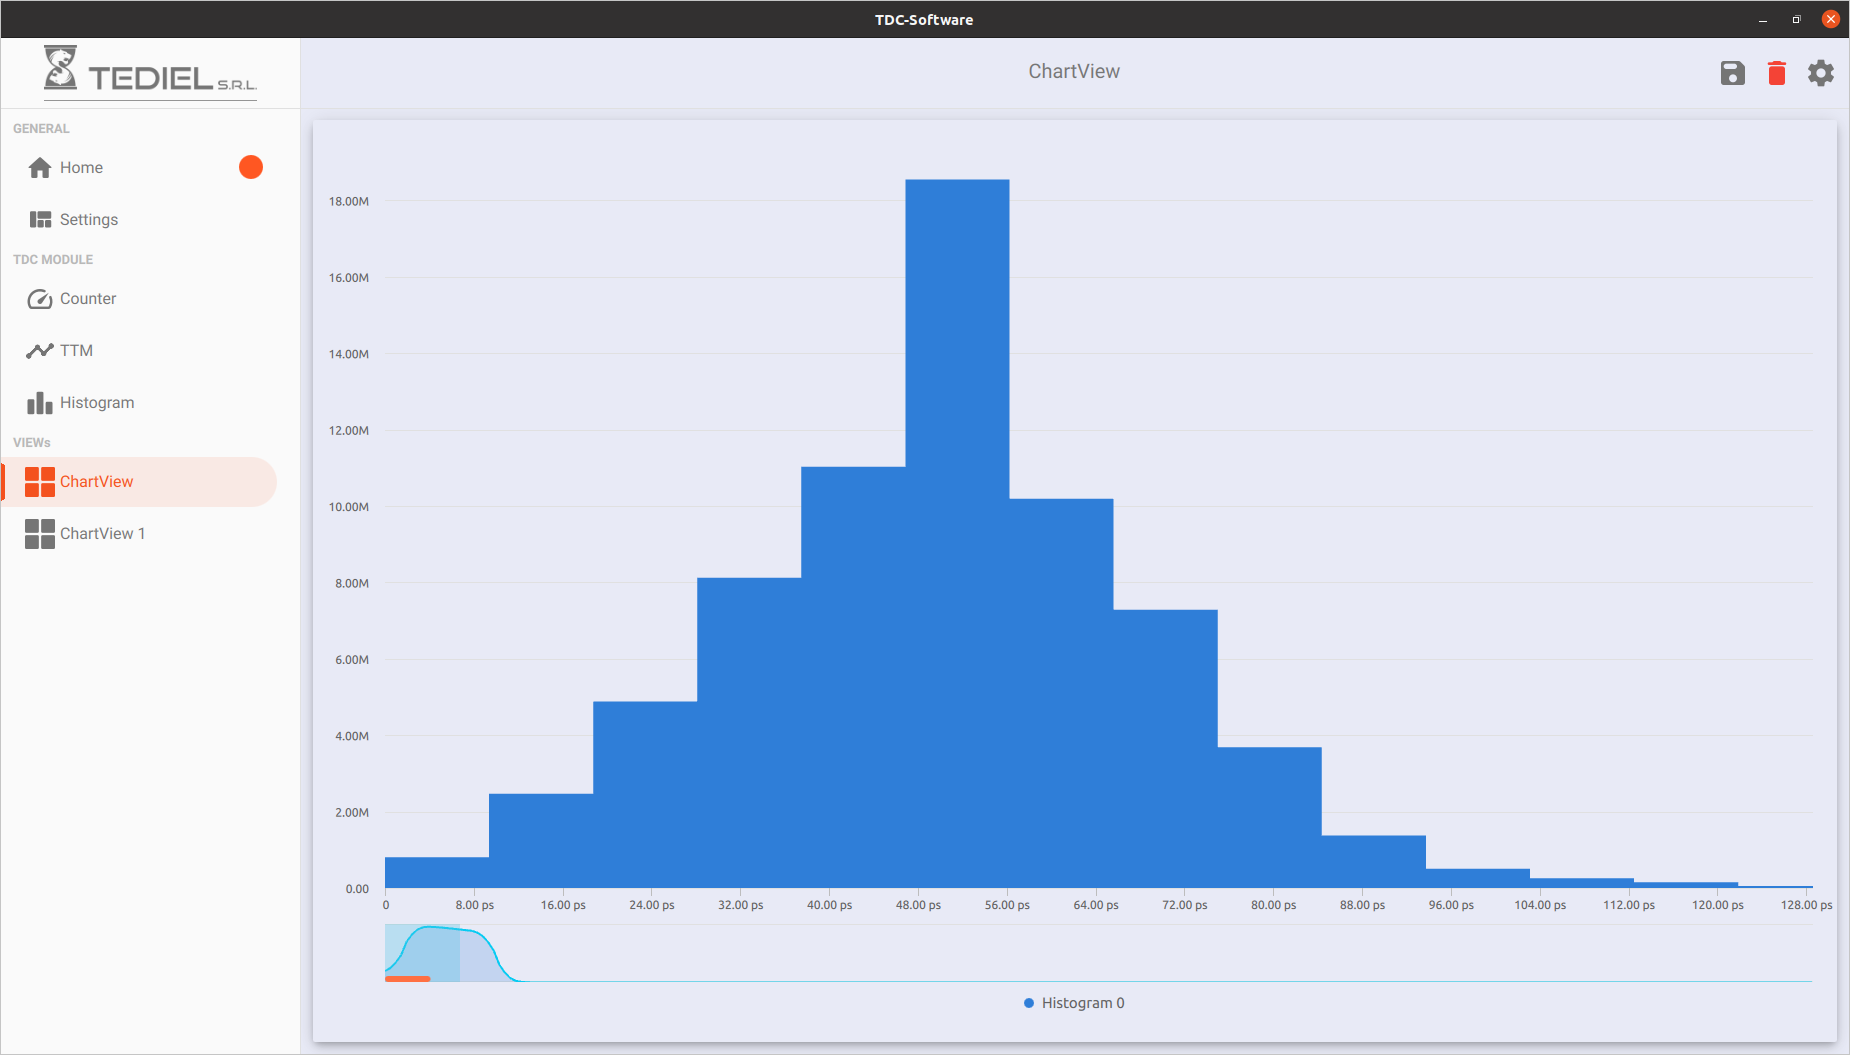 TDC-Software
TEDIEL S.R.L.
ChartView
GENERAL
Home
Settings
TDC MODULE
Counter
TTM
Histogram
VIEWs
ChartView
ChartView 1
18.00M
16.00M
14.00M
12.00M
10.00M
8.00M
6.00M
4.00M
2.00M
0.00
0 8.00 ps 16.00 ps 24.00 ps 32.00 ps 40.00 ps 48.00 ps 56.00 ps 64.00 ps 72.00 ps 80.00 ps 88.00 ps 96.00 ps 104.00 ps 112.00 ps 120.00 ps 128.00 ps
Histogram 0